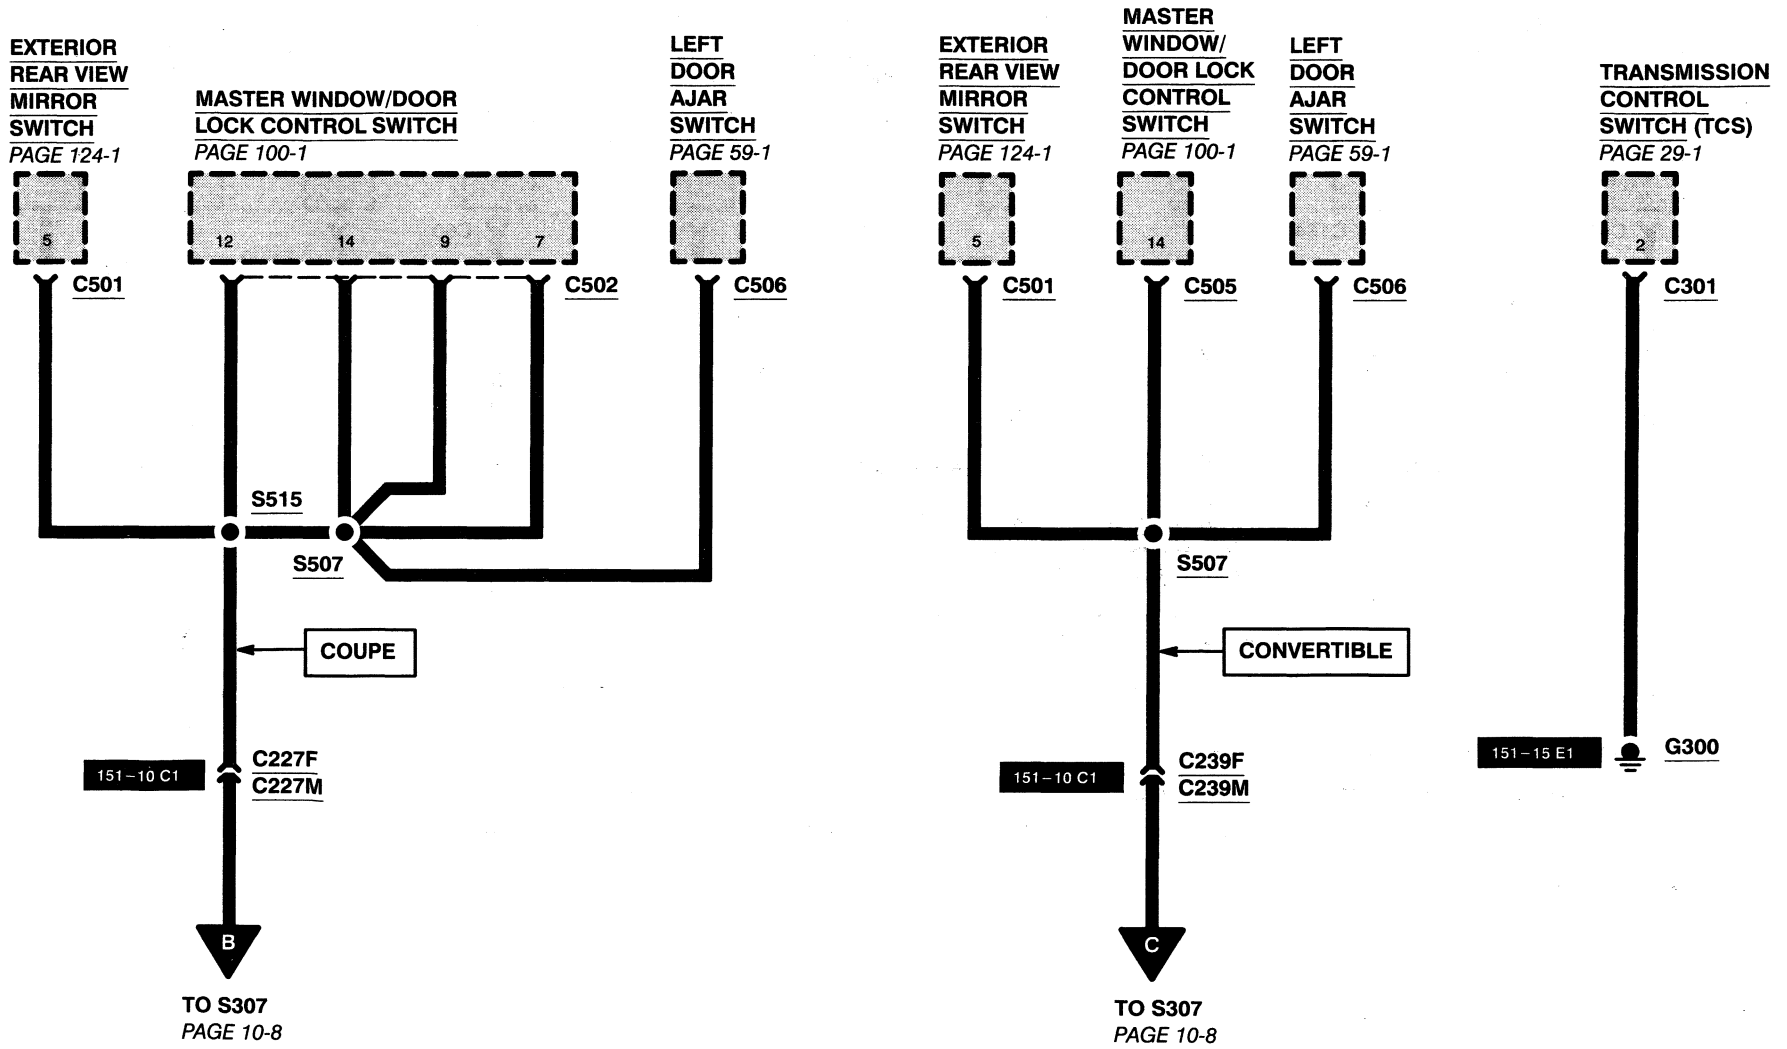 EXTERIOR
REAR VIEW
MIRROR
SWITCH
PAGE 124-1
5
C501
MASTER WINDOW/DOOR
LOCK CONTROL SWITCH
PAGE 100-1
12
14
9
7
C502
LEFT
DOOR
AJAR
SWITCH
PAGE 59-1
C506
S515
S507
COUPE
151-10 C1
C227F
C227M
B
TO S307
PAGE 10-8
EXTERIOR
REAR VIEW
MIRROR
SWITCH
PAGE 124-1
5
C501
MASTER
WINDOW/
DOOR LOCK
CONTROL
SWITCH
PAGE 100-1
14
C505
LEFT
DOOR
AJAR
SWITCH
PAGE 59-1
C506
S507
CONVERTIBLE
151-10 C1
C239F
C239M
C
TO S307
PAGE 10-8
TRANSMISSION
CONTROL
SWITCH (TCS)
PAGE 29-1
2
C301
151-15 E1
G300